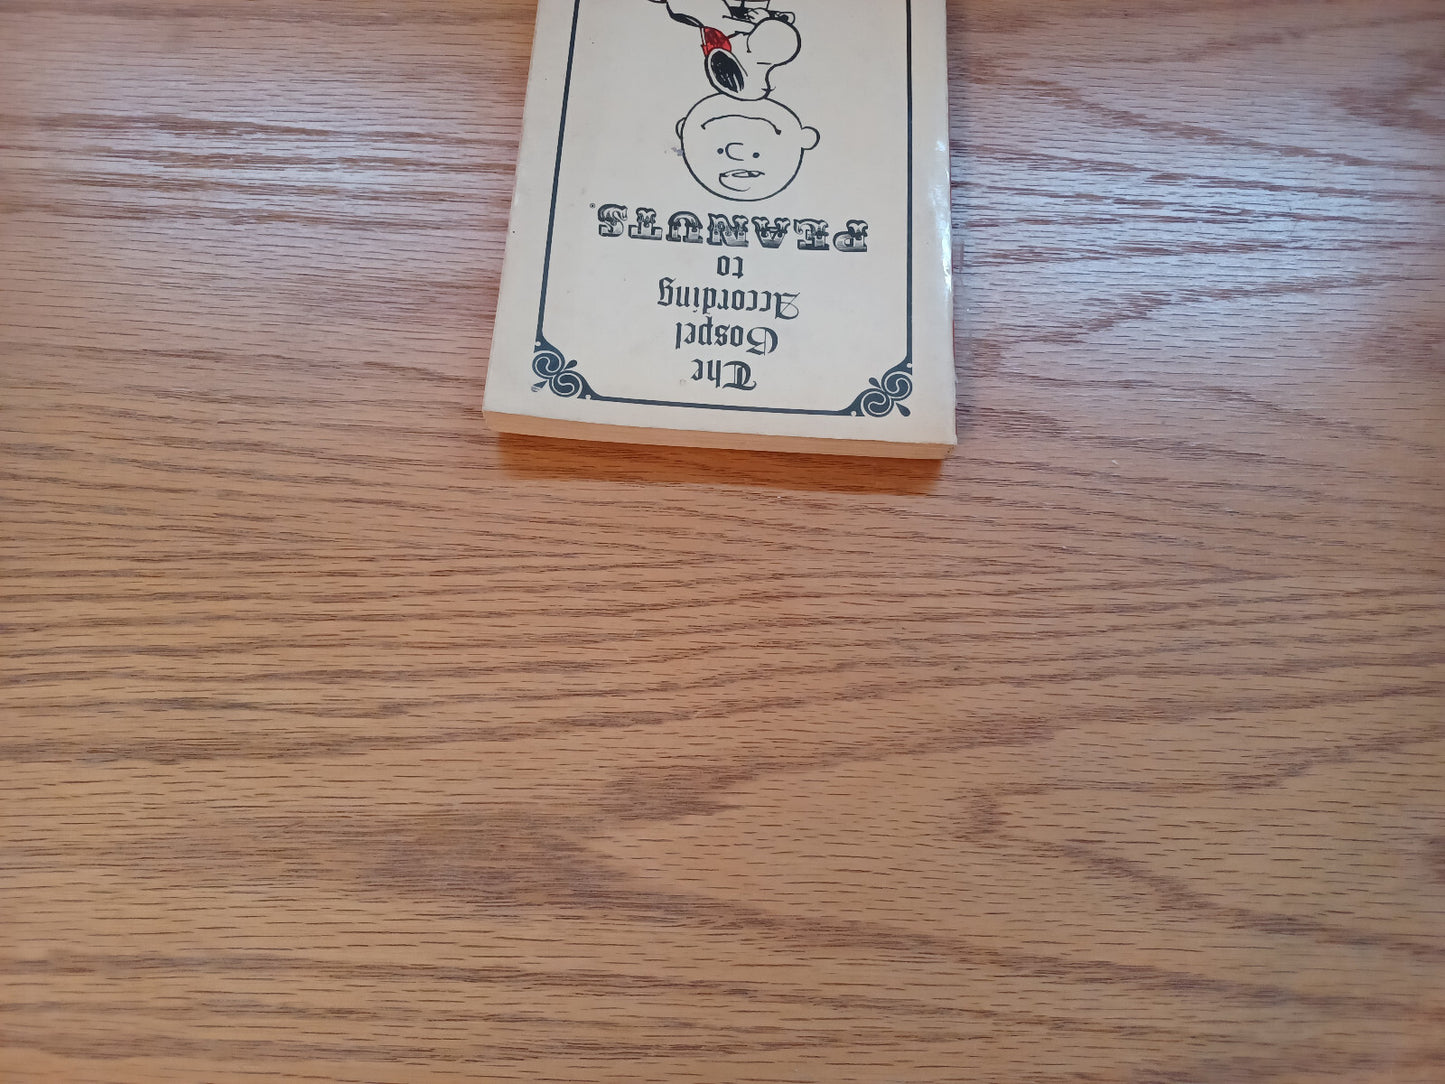 The
Gospel
According
to
PEANUTS.